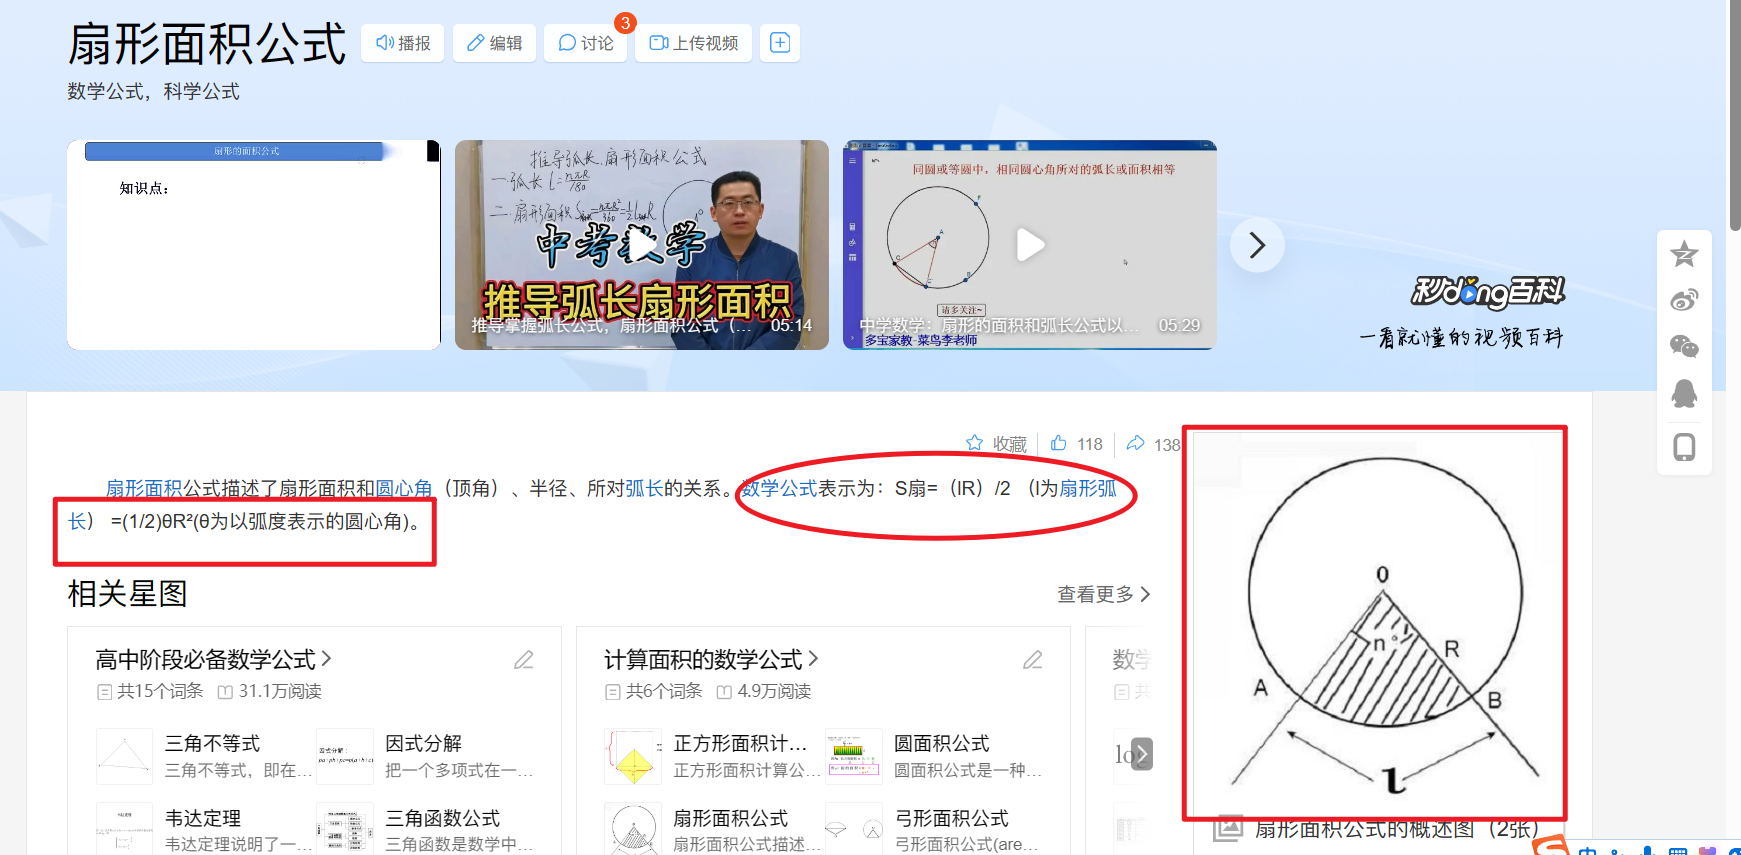 扇形面积公式
播报
编辑
讨论
3
上传视频
数学公式，科学公式
扇形的面积公式
知识点：
推导弧长.扇形面积公式
一.弧长 l=nπR/180
二.扇形面积S扇=nπR²/360=1/2lR
1°
中考教学
推导弧长扇形面积
推导掌握弧长公式，扇形面积公式（... 05:14
同圆或等圆中，相同圆心角所对的弧长或面积相等
请多关注~
中学数学：扇形的面积和弧长公式以... 05:29
多宝家教-菜鸟李老师
秒dong百科
一看就懂的视频百科
收藏 118 138
扇形面积公式描述了扇形面积和圆心角（顶角）、半径、所对弧长的关系。数学公式表示为：S扇=（lR）/2 （l为扇形弧
长） =(1/2)θR²(θ为以弧度表示的圆心角)。
O
n°
R
A
B
l
扇形面积公式的概述图（2张）
相关星图
查看更多
高中阶段必备数学公式
共15个词条 31.1万阅读
三角不等式
三角不等式，即在...
因式分解：
因式分解
把一个多项式在一...
韦达定理
韦达定理说明了一...
三角函数公式
三角函数是数学中...
计算面积的数学公式
共6个词条 4.9万阅读
正方形面积计...
正方形面积计算公...
圆面积公式
圆面积公式是一种...
扇形面积公式
扇形面积公式描述...
弓形面积公式
弓形面积公式(are...
数学
共
log
中